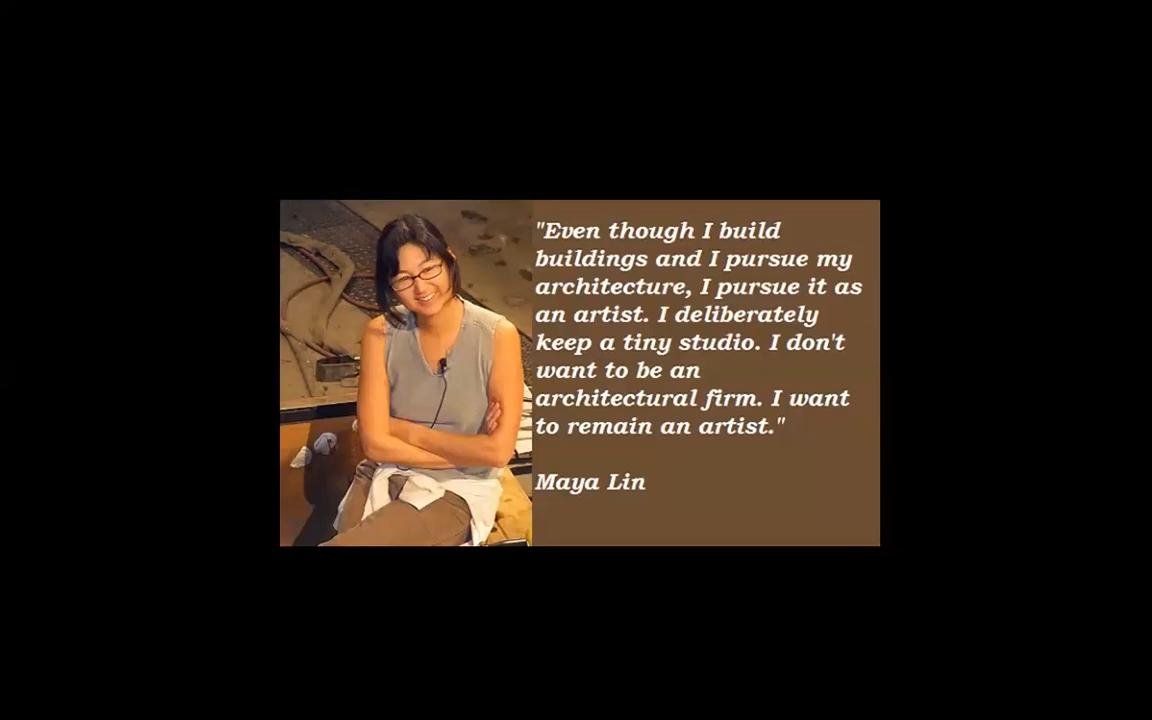 "Even though I build
buildings and I pursue my
architecture, I pursue it as
an artist. I deliberately
keep a tiny studio. I don't
want to be an
architectural firm. I want
to remain an artist."
Maya Lin